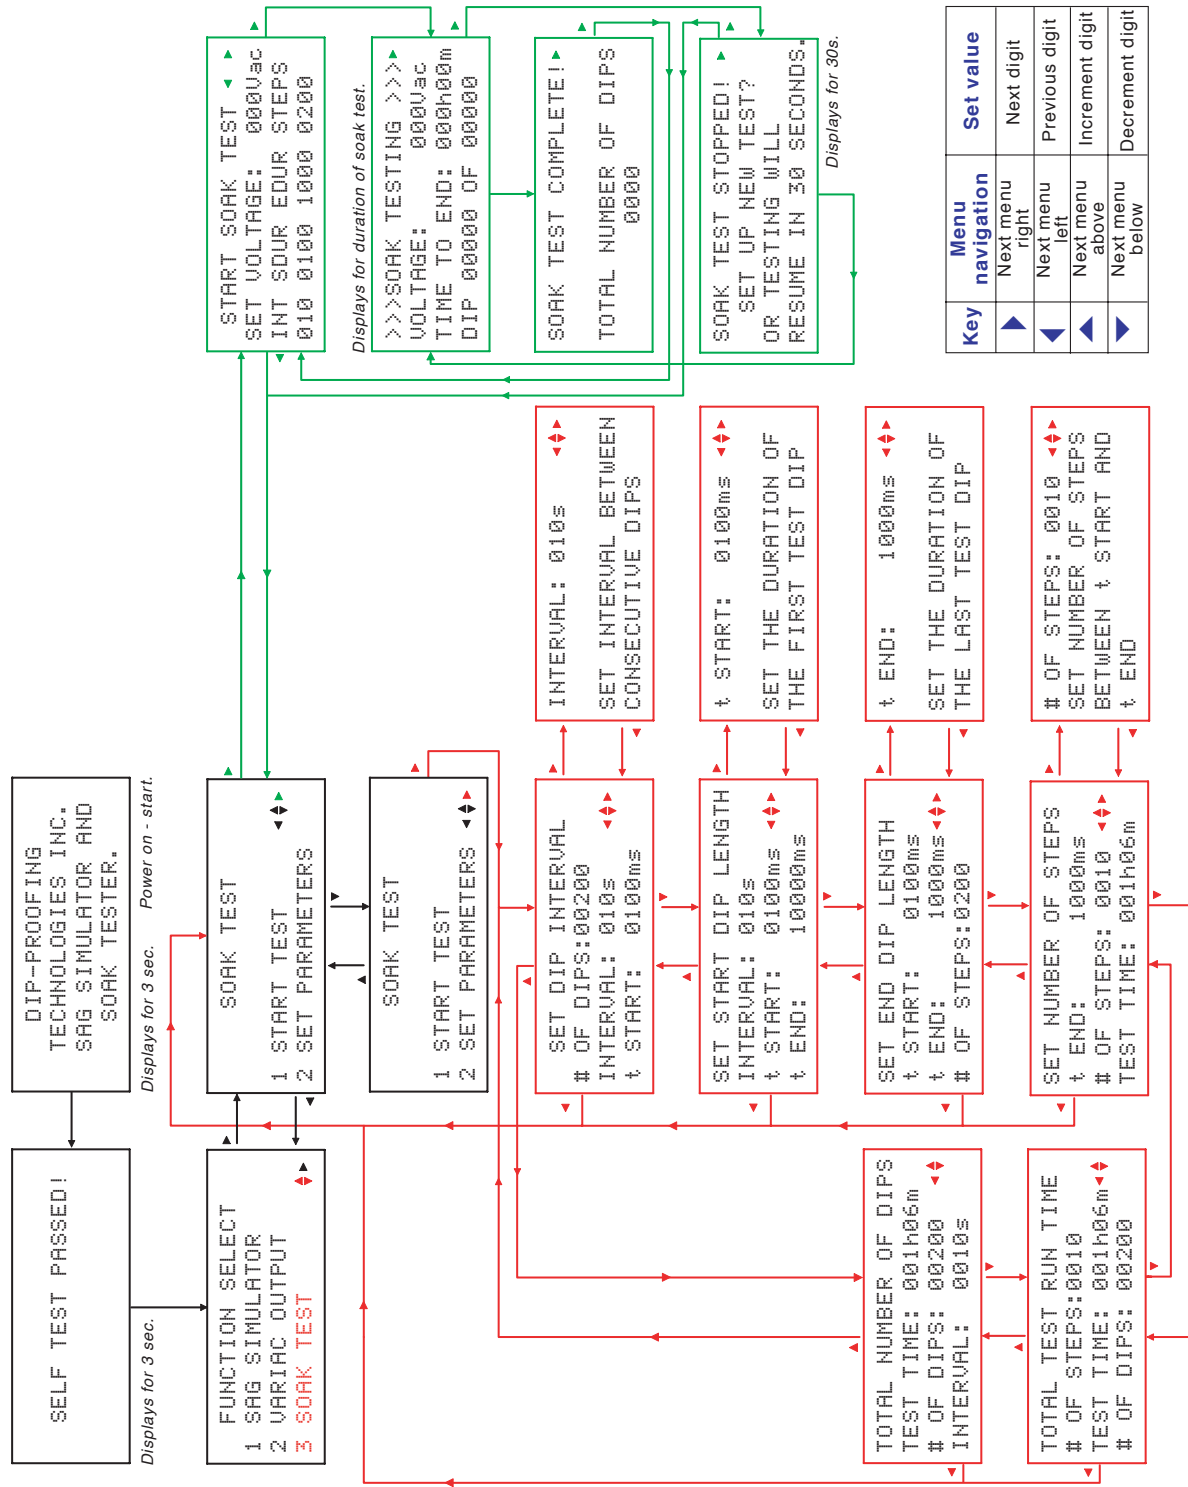 DIP-PROOFING
TECHNOLOGIES INC.
SAG SIMULATOR AND
SOAK TESTER.
Displays for 3 sec.
Power on - start.
SELF TEST PASSED!
Displays for 3 sec.
FUNCTION SELECT
1 SAG SIMULATOR
2 VARIAC OUTPUT
3 SOAK TEST
SOAK TEST
1 START TEST
2 SET PARAMETERS
SOAK TEST
1 START TEST
2 SET PARAMETERS
START SOAK TEST
SET VOLTAGE: 000Vac
INT SDUR EDUR STEPS
010 0100 1000 0200
Displays for duration of soak test.
>>>SOAK TESTING >>>
VOLTAGE: 000Vac
TIME TO END: 000h00m
DIP 00000 OF 00000
SOAK TEST COMPLETE!
TOTAL NUMBER OF DIPS
0000
SOAK TEST STOPPED!
SET UP NEW TEST?
OR TESTING WILL
RESUME IN 30 SECONDS.
Displays for 30s.
SET DIP INTERVAL
# OF DIPS:00200
INTERVAL: 010s
t START: 0100ms
INTERVAL: 010s
SET INTERVAL BETWEEN
CONSECUTIVE DIPS
SET START DIP LENGTH
INTERVAL: 010s
t START: 0100ms
t END: 10000ms
t START: 0100ms
SET THE DURATION OF
THE FIRST TEST DIP
SET END DIP LENGTH
t START: 0100ms
t END: 1000ms
# OF STEPS:0200
t END: 1000ms
SET THE DURATION OF
THE LAST TEST DIP
SET NUMBER OF STEPS
t END: 1000ms
# OF STEPS: 0010
TEST TIME: 001h06m
# OF STEPS: 0010
SET NUMBER OF STEPS
BETWEEN t START AND
t END
TOTAL NUMBER OF DIPS
TEST TIME: 001h06m
# OF DIPS: 00200
INTERVAL: 0010s
TOTAL TEST RUN TIME
# OF STEPS:0010
TEST TIME: 001h06m
# OF DIPS: 00200
Key Menu navigation Set value
Next menu right Next digit
Next menu left Previous digit
Next menu above Increment digit
Next menu below Decrement digit